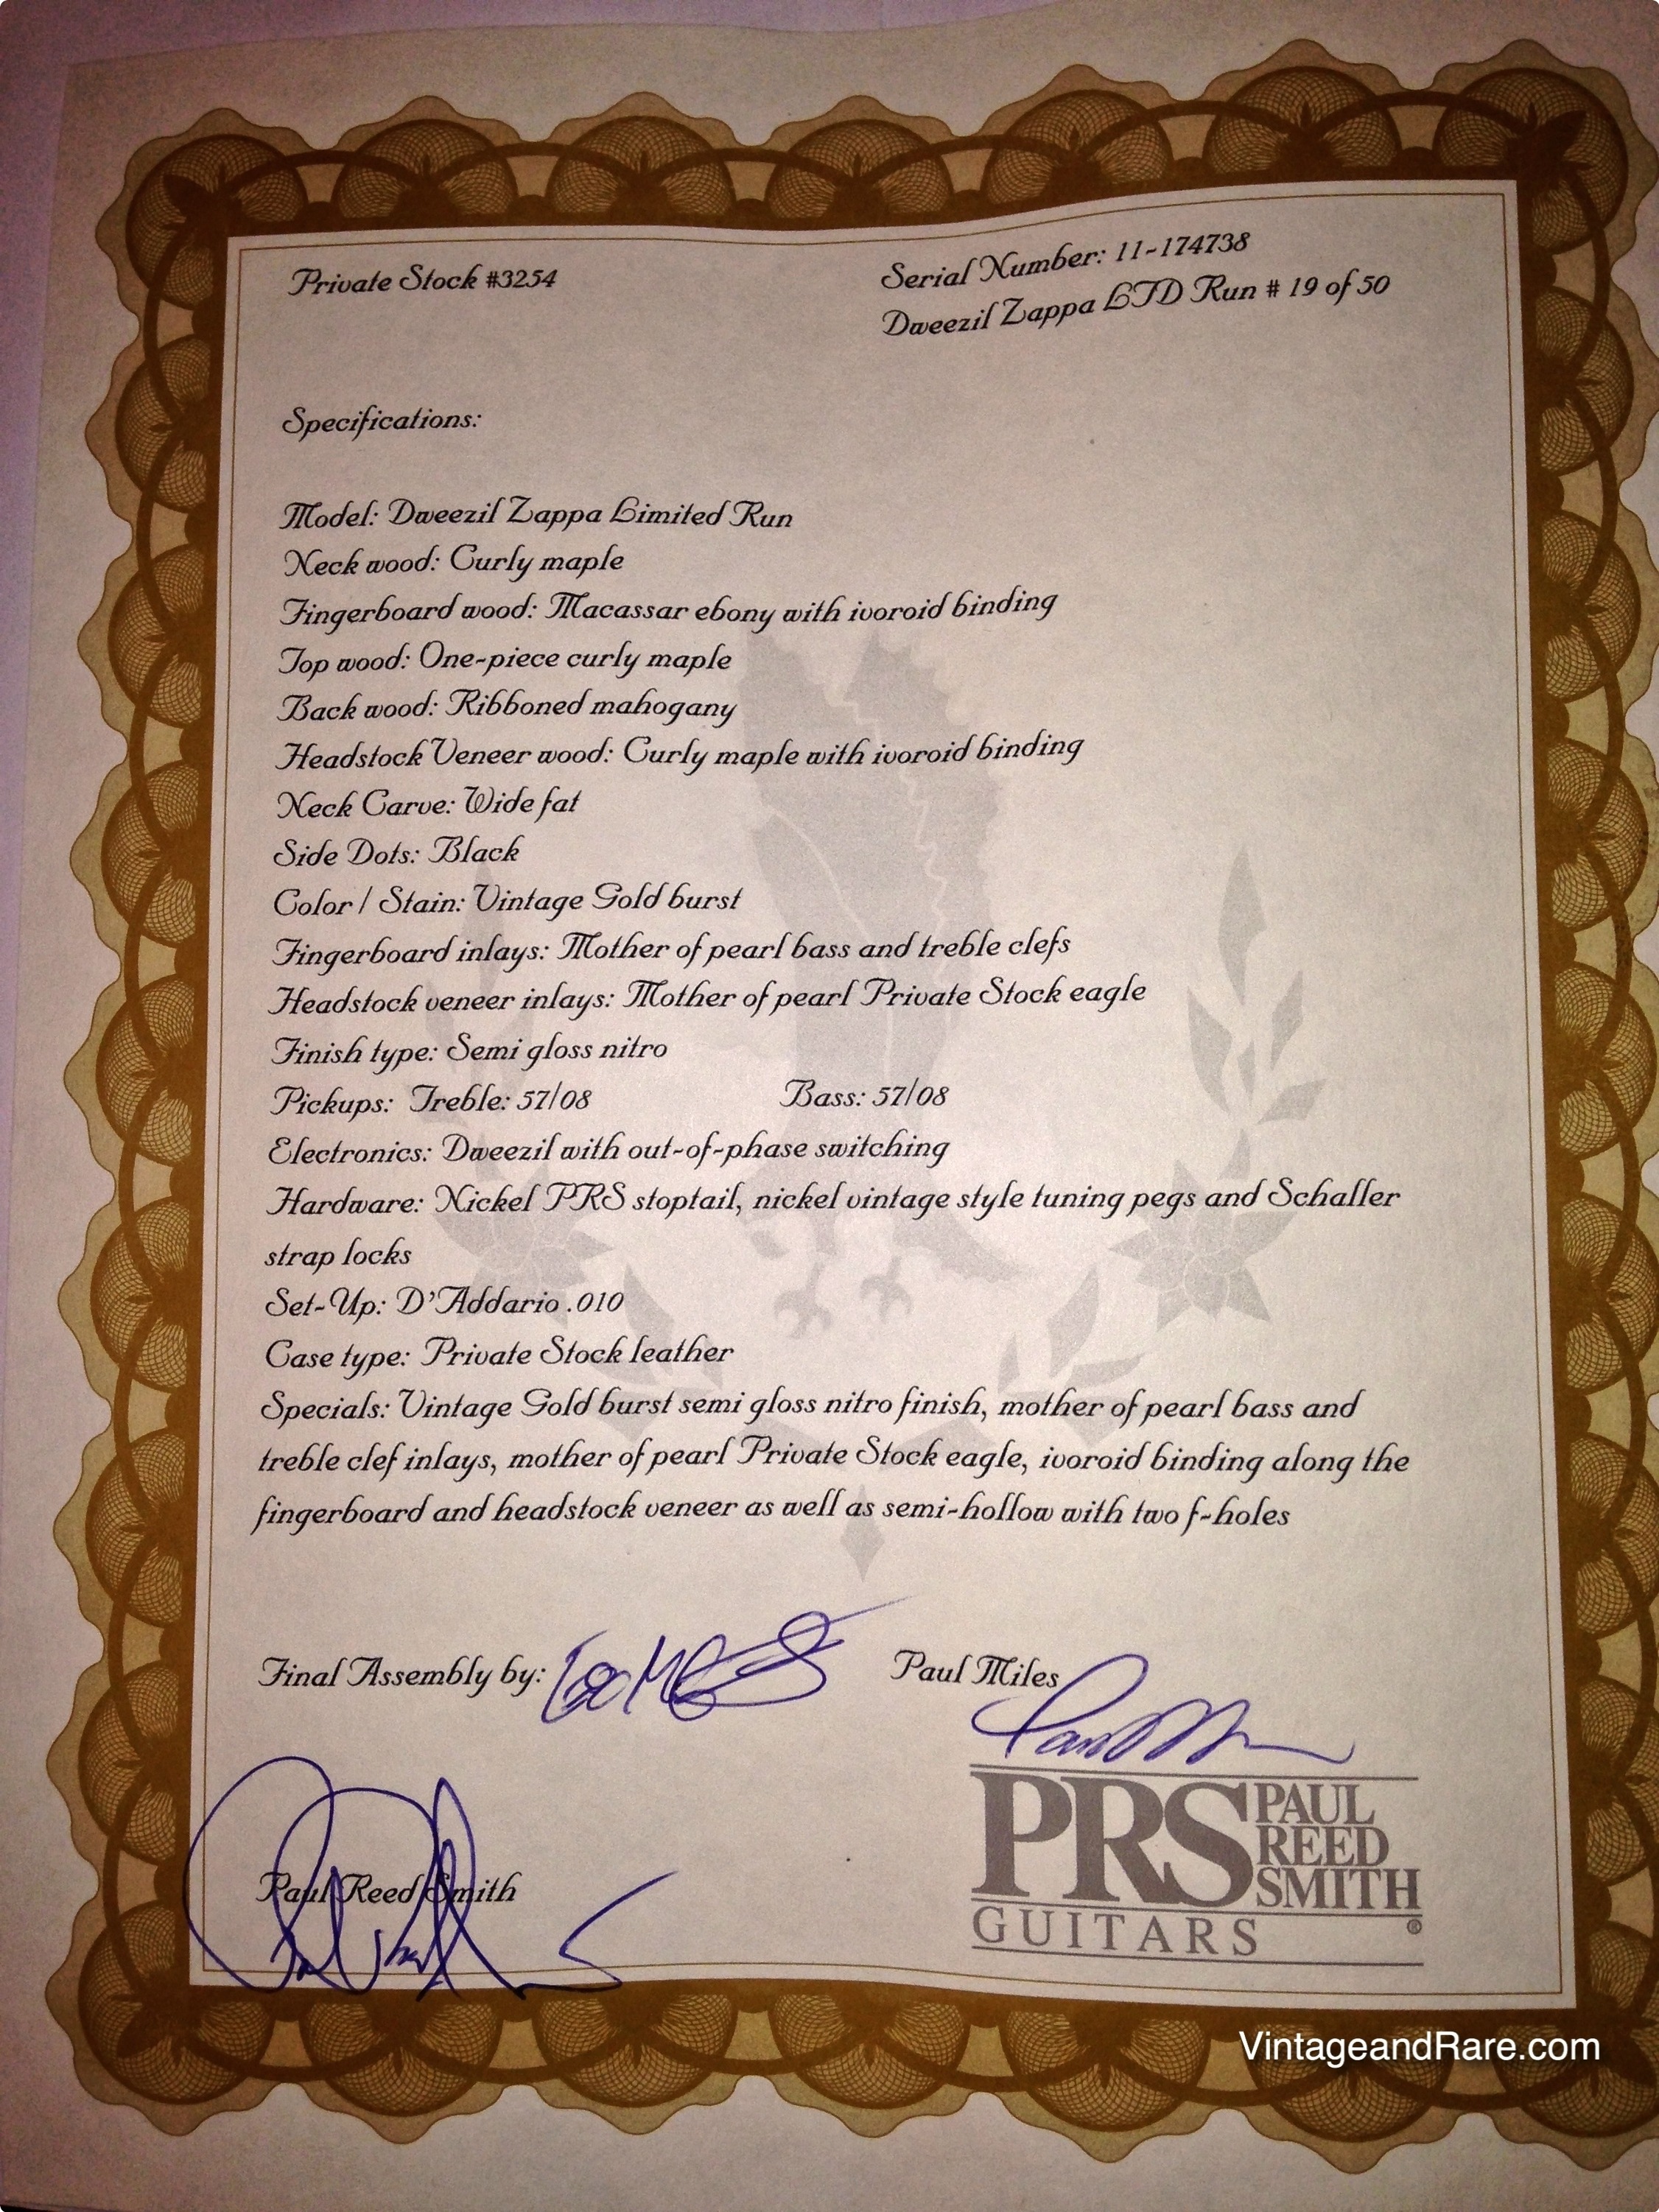 Private Stock #3254
Serial Number: 11-174738
Dweezil Zappa LTD Run # 19 of 50
Specifications:
Model: Dweezil Zappa Limited Run
Neck wood: Curly maple
Fingerboard wood: Macassar ebony with ivoroid binding
Top wood: One-piece curly maple
Back wood: Ribboned mahogany
Headstock Veneer wood: Curly maple with ivoroid binding
Neck Carve: Wide fat
Side Dots: Black
Color / Stain: Vintage Gold burst
Fingerboard inlays: Mother of pearl bass and treble clefs
Headstock veneer inlays: Mother of pearl Private Stock eagle
Finish type: Semi gloss nitro
Pickups: Treble: 57/08 Bass: 57/08
Electronics: Dweezil with out-of-phase switching
Hardware: Nickel PRS stoptail, nickel vintage style tuning pegs and Schaller
strap locks
Set-Up: D'Addario .010
Case type: Private Stock leather
Specials: Vintage Gold burst semi gloss nitro finish, mother of pearl bass and
treble clef inlays, mother of pearl Private Stock eagle, ivoroid binding along the
fingerboard and headstock veneer as well as semi-hollow with two f-holes
Final Assembly by:
Paul Miles
Paul Reed Smith
PRS PAUL
REED
SMITH
GUITARS ®
VintageandRare.com